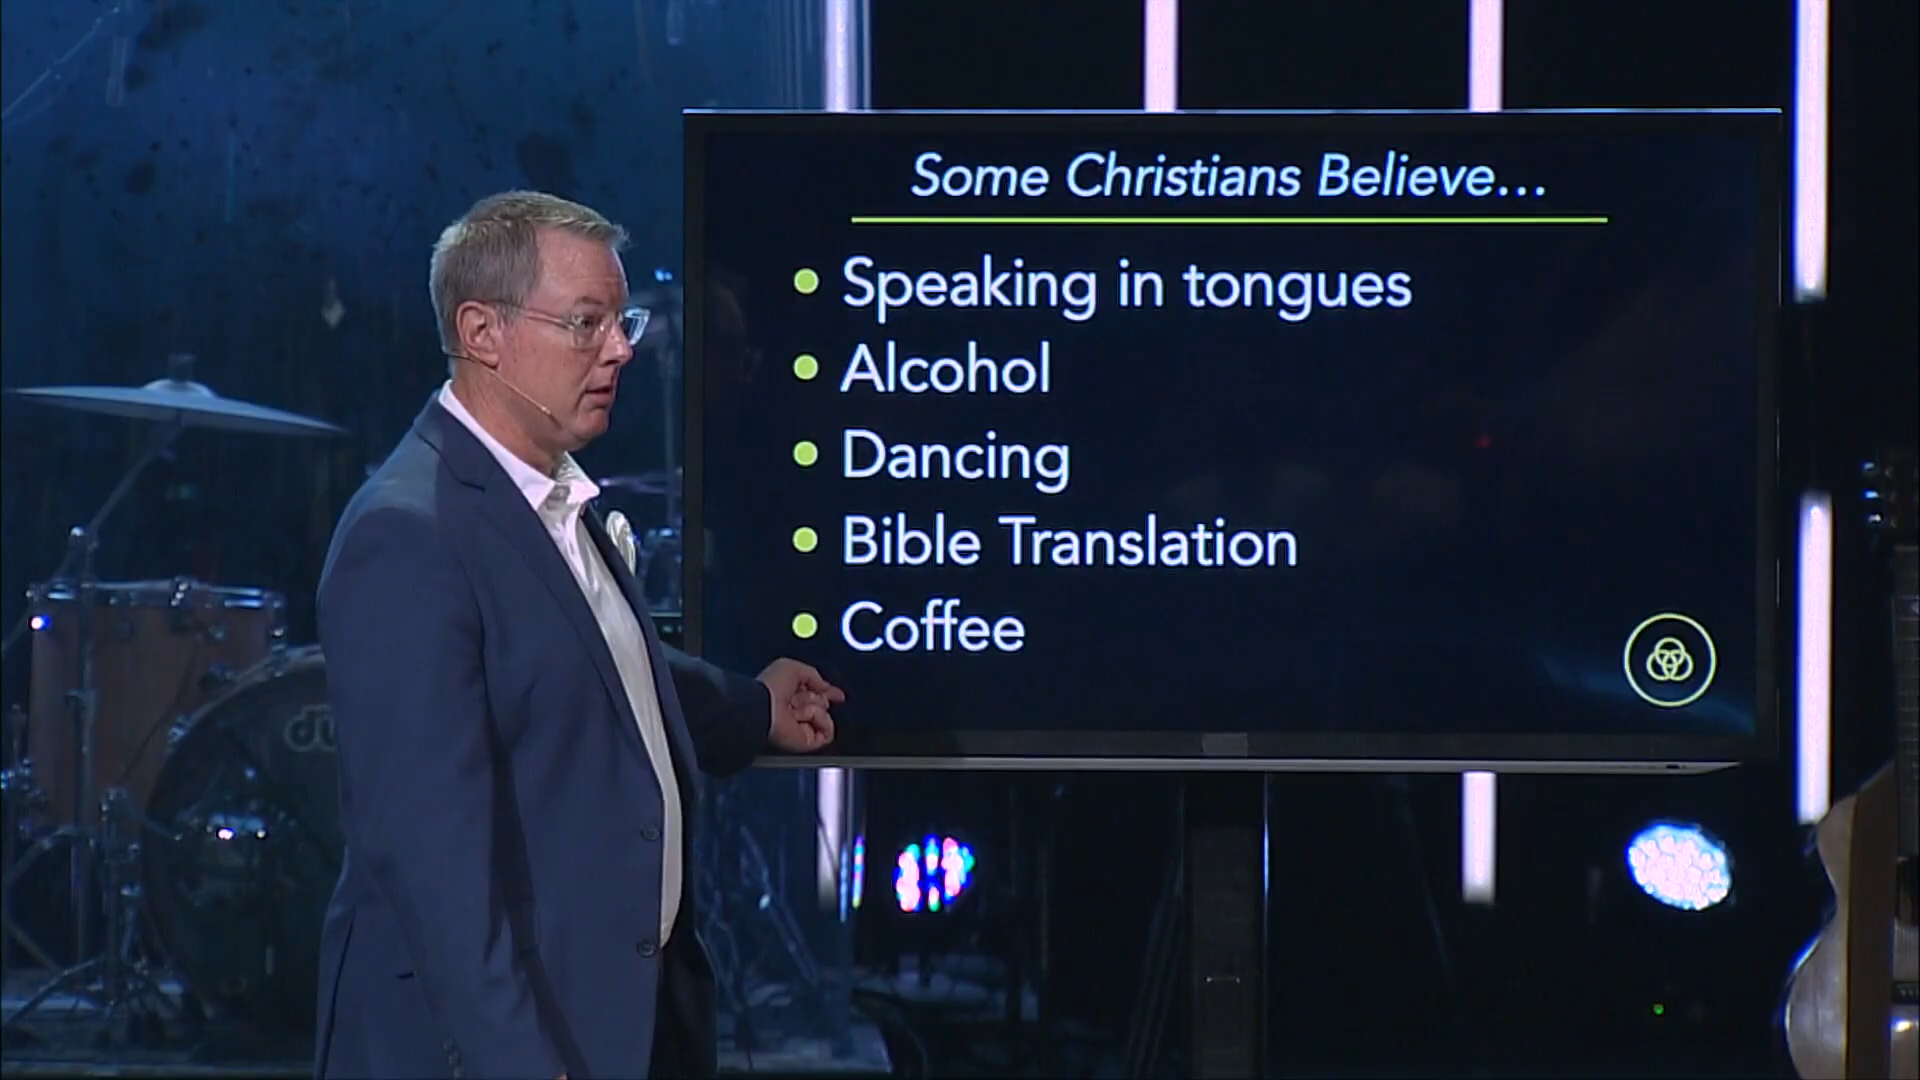 Some Christians Believe...
• Speaking in tongues
• Alcohol
• Dancing
• Bible Translation
• Coffee